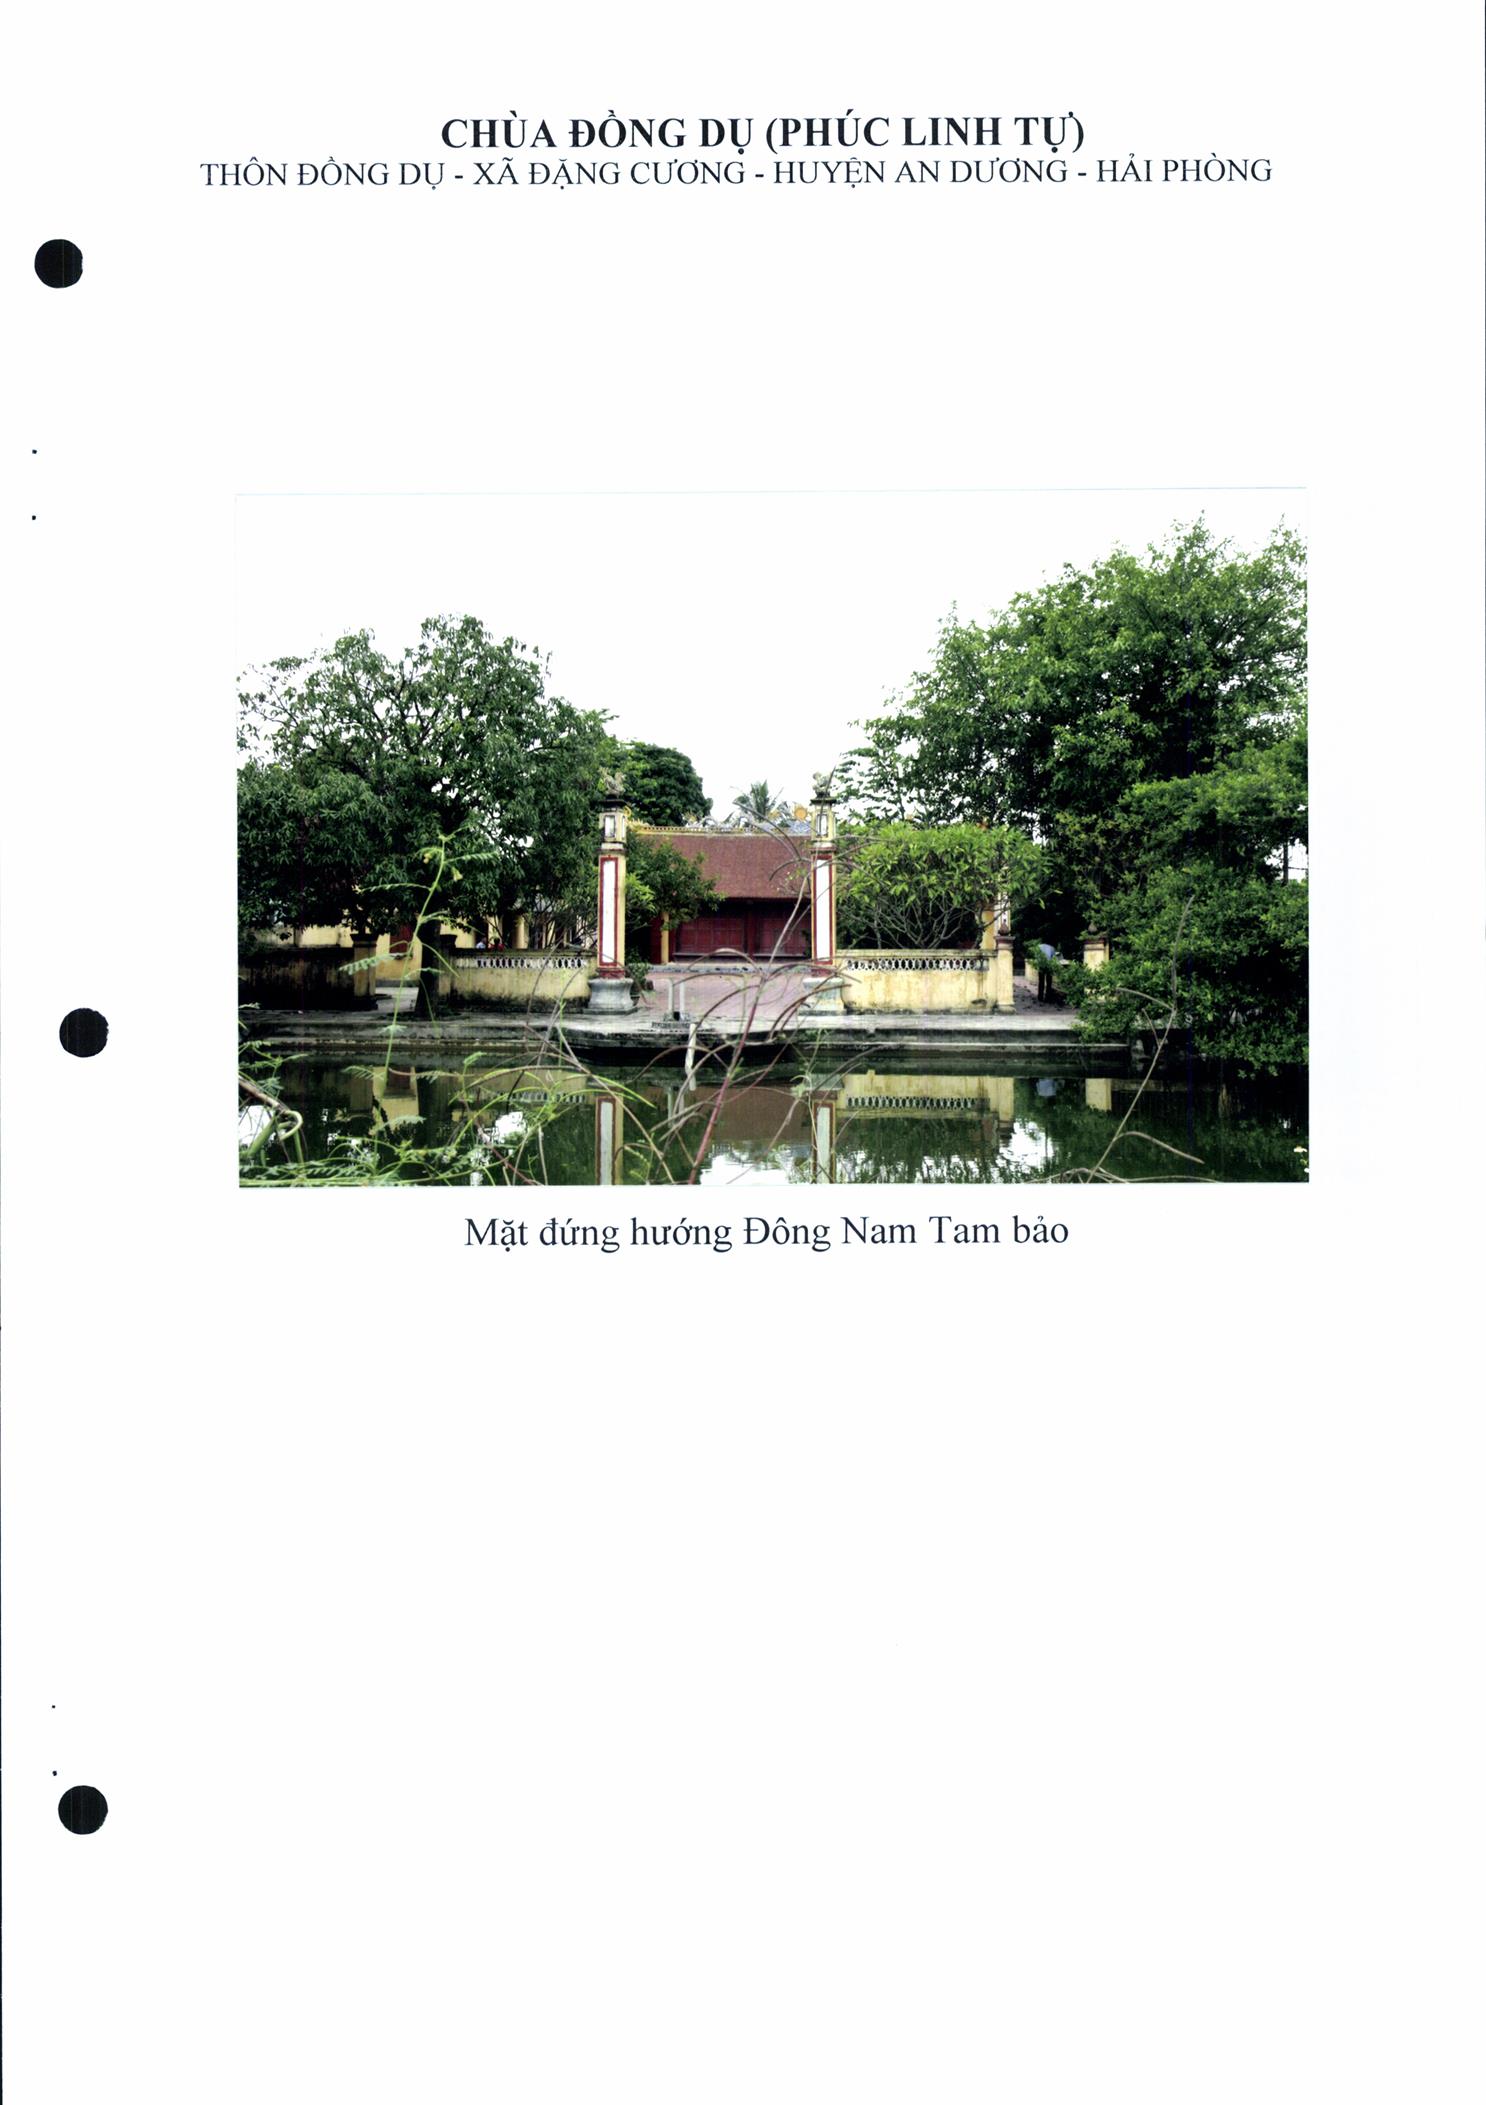 CHÙA ĐỒNG DỤ (PHÚC LINH TỰ)
THÔN ĐỒNG DỤ - XÃ ĐẶNG CƯƠNG - HUYỆN AN DƯƠNG - HẢI PHÒNG
Mặt đứng hướng Đông Nam Tam bảo